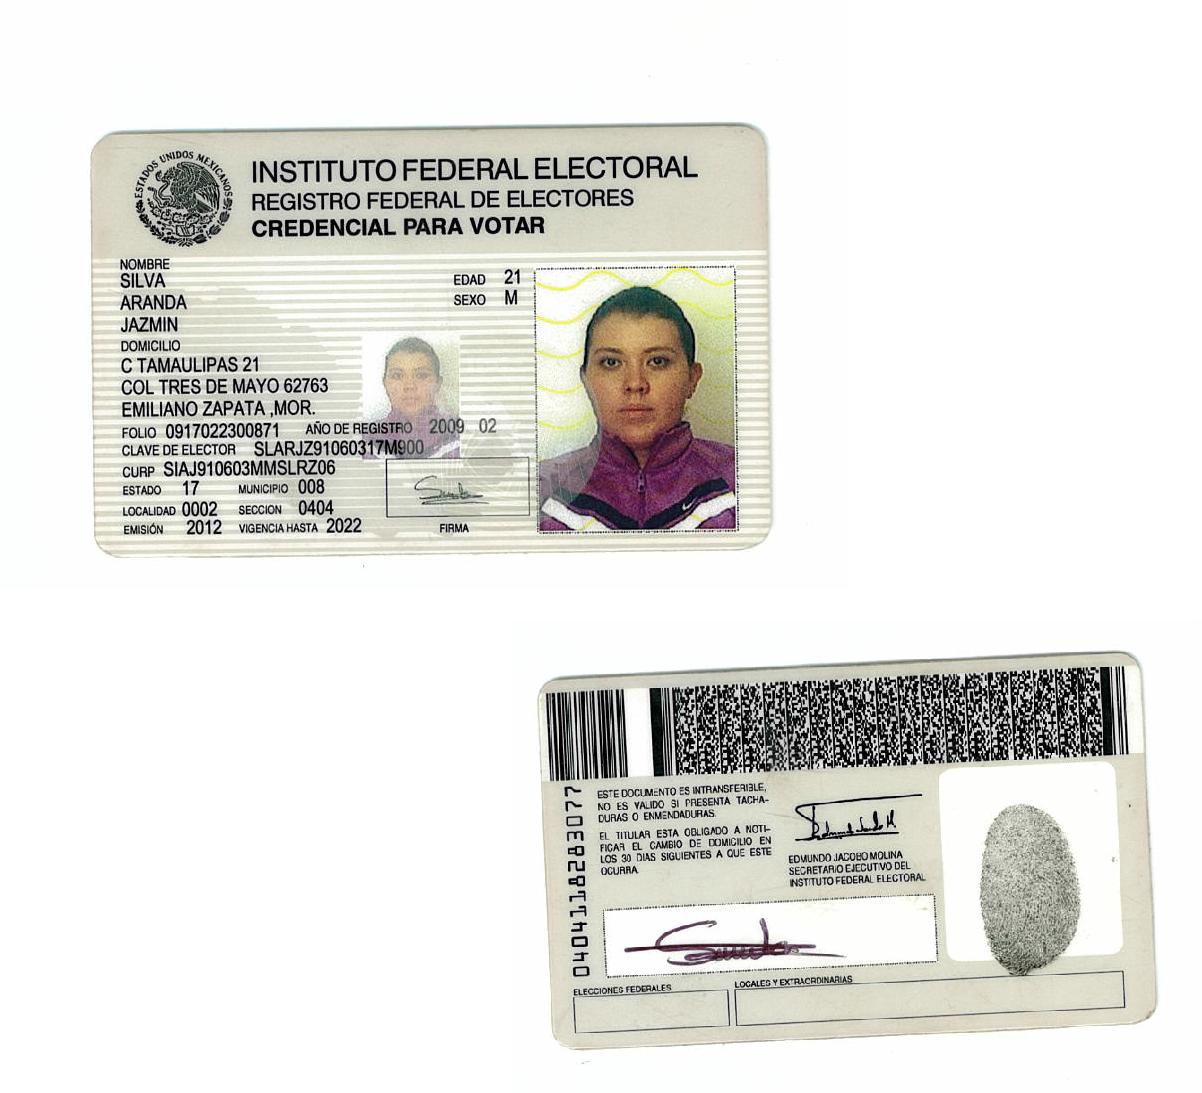 ESTADOS UNIDOS MEXICANOS
INSTITUTO FEDERAL ELECTORAL
REGISTRO FEDERAL DE ELECTORES
CREDENCIAL PARA VOTAR
NOMBRE
SILVA
ARANDA
JAZMIN
EDAD 21
SEXO M
DOMICILIO
C TAMAULIPAS 21
COL TRES DE MAYO 62763
EMILIANO ZAPATA ,MOR.
FOLIO 0917022300871 AÑO DE REGISTRO 2009 02
CLAVE DE ELECTOR SLARJZ91060317M900
CURP SIAJ910603MMSLRZ06
ESTADO 17 MUNICIPIO 008
LOCALIDAD 0002 SECCION 0404
EMISIÓN 2012 VIGENCIA HASTA 2022
FIRMA
0404118283077
ESTE DOCUMENTO ES INTRANSFERIBLE,
NO ES VALIDO SI PRESENTA TACHA-
DURAS O ENMENDADURAS.
EL TITULAR ESTA OBLIGADO A NOTI-
FICAR EL CAMBIO DE DOMICILIO EN
LOS 30 DIAS SIGUIENTES A QUE ESTE
OCURRA.
EDMUNDO JACOBO MOLINA
SECRETARIO EJECUTIVO DEL
INSTITUTO FEDERAL ELECTORAL
ELECCIONES FEDERALES
LOCALES Y EXTRAORDINARIAS